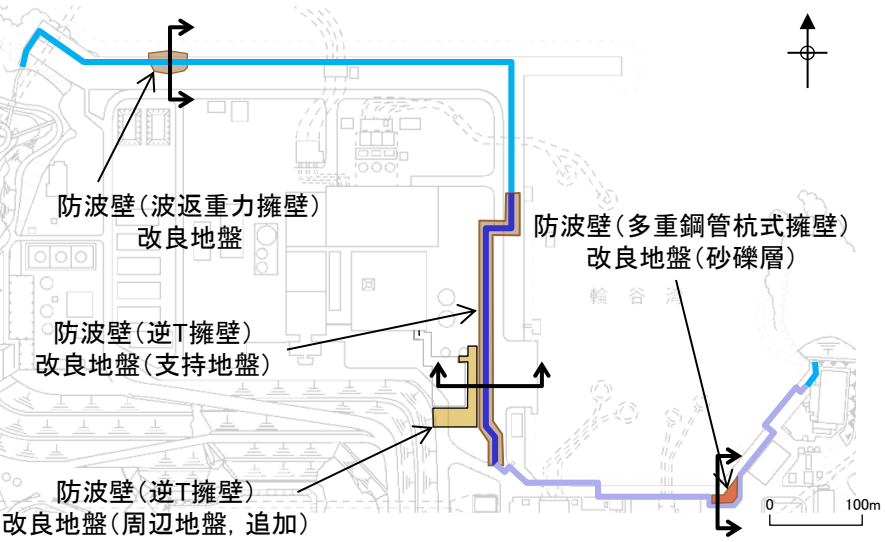 防波壁(波返重力擁壁)
改良地盤
防波壁(多重鋼管杭式擁壁)
改良地盤(砂礫層)
輪谷湾
防波壁(逆T擁壁)
改良地盤(支持地盤)
防波壁(逆T擁壁)
改良地盤(周辺地盤, 追加)
0 100m